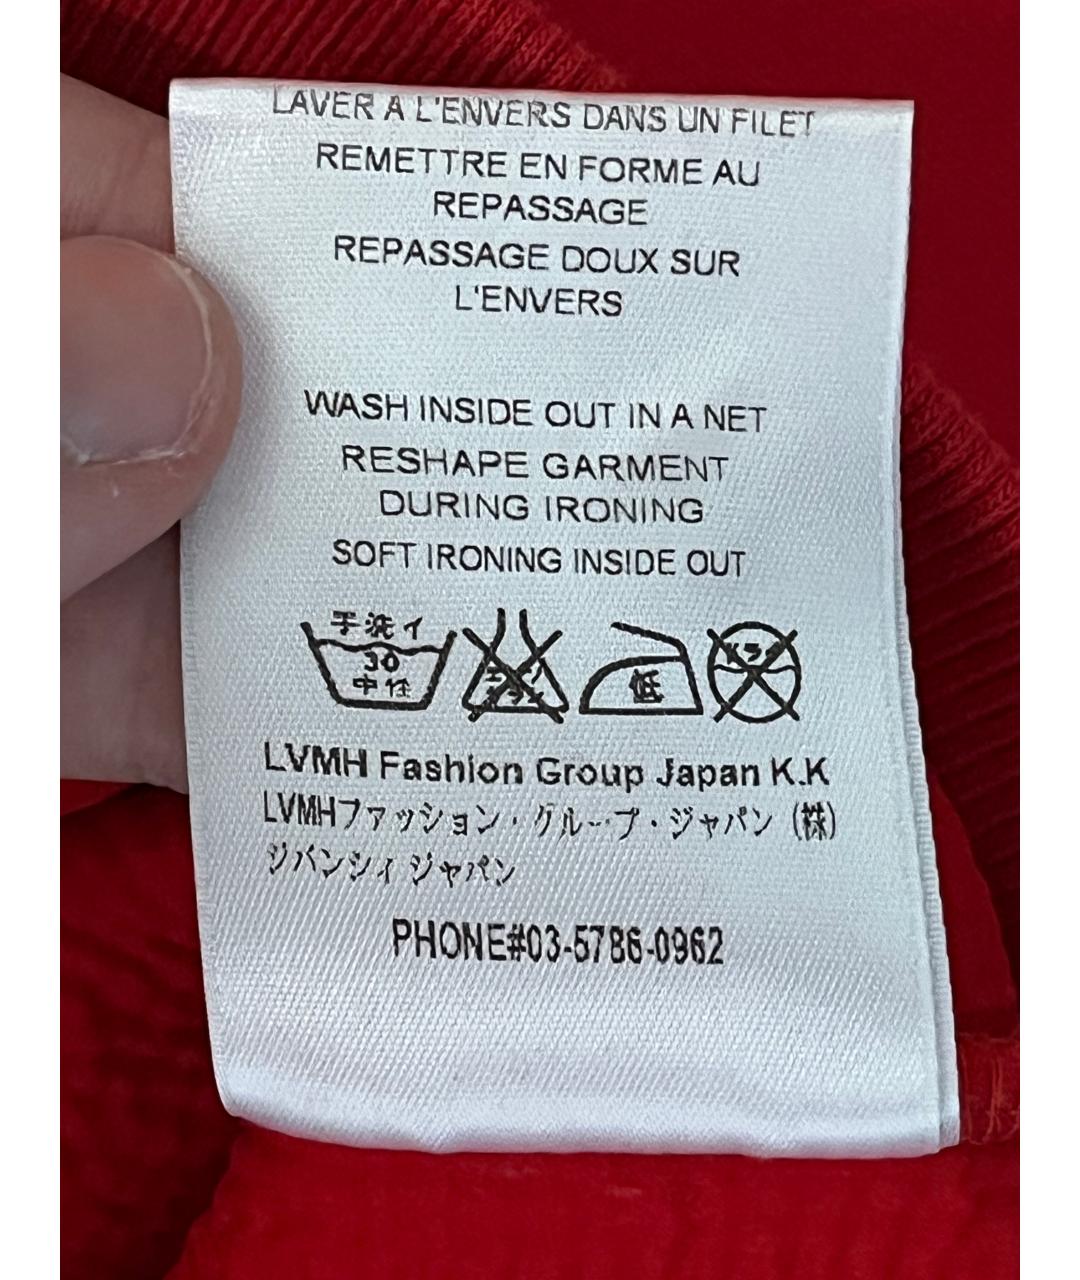 LAVER A L'ENVERS DANS UN FILET
REMETTRE EN FORME AU
REPASSAGE
REPASSAGE DOUX SUR
L'ENVERS
WASH INSIDE OUT IN A NET
RESHAPE GARMENT
DURING IRONING
SOFT IRONING INSIDE OUT
手洗イ
30
中性
低
LVMH Fashion Group Japan K.K
LVMHファッション・グループ・ジャパン（株）
ジバンシィ ジャパン
PHONE#03-5786-0962